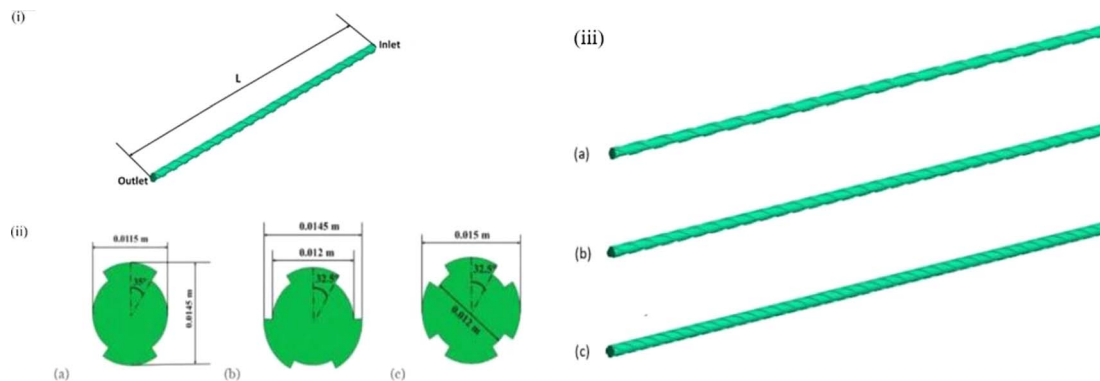 (i)
Inlet
L
Outlet
(ii)
0.0115 m
35°
0.0145 m
(a)
0.0145 m
0.012 m
32.5°
(b)
0.015 m
32.5°
0.012 m
(c)
(iii)
(a)
(b)
(c)